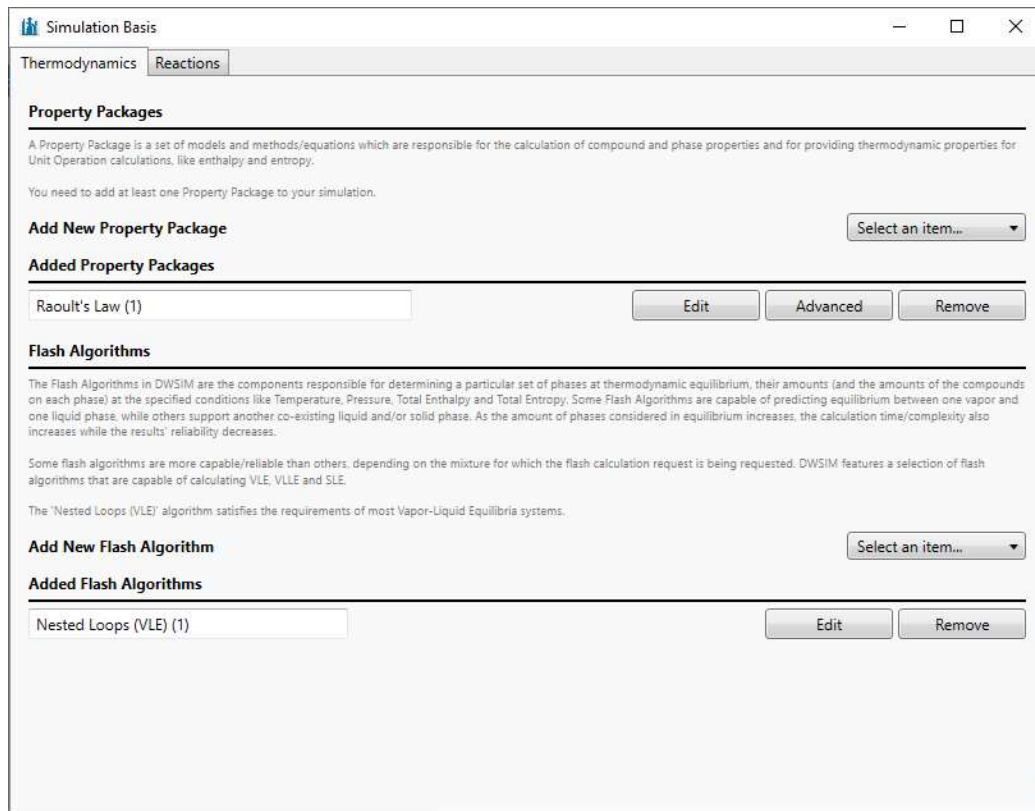 Simulation Basis
Thermodynamics
Reactions
Property Packages
A Property Package is a set of models and methods/equations which are responsible for the calculation of compound and phase properties and for providing thermodynamic properties for
Unit Operation calculations, like enthalpy and entropy.
You need to add at least one Property Package to your simulation.
Add New Property Package
Select an item...
Added Property Packages
Raoult's Law (1)
Edit
Advanced
Remove
Flash Algorithms
The Flash Algorithms in DWSIM are the components responsible for determining a particular set of phases at thermodynamic equilibrium, their amounts (and the amounts of the compounds
on each phase) at the specified conditions like Temperature, Pressure, Total Enthalpy and Total Entropy. Some Flash Algorithms are capable of predicting equilibrium between one vapor and
one liquid phase, while others support another co-existing liquid and/or solid phase. As the amount of phases considered in equilibrium increases, the calculation time/complexity also
increases while the results' reliability decreases.
Some flash algorithms are more capable/reliable than others, depending on the mixture for which the flash calculation request is being requested. DWSIM features a selection of flash
algorithms that are capable of calculating VLE, VLLE and SLE.
The 'Nested Loops (VLE)' algorithm satisfies the requirements of most Vapor-Liquid Equilibria systems.
Add New Flash Algorithm
Select an item...
Added Flash Algorithms
Nested Loops (VLE) (1)
Edit
Remove